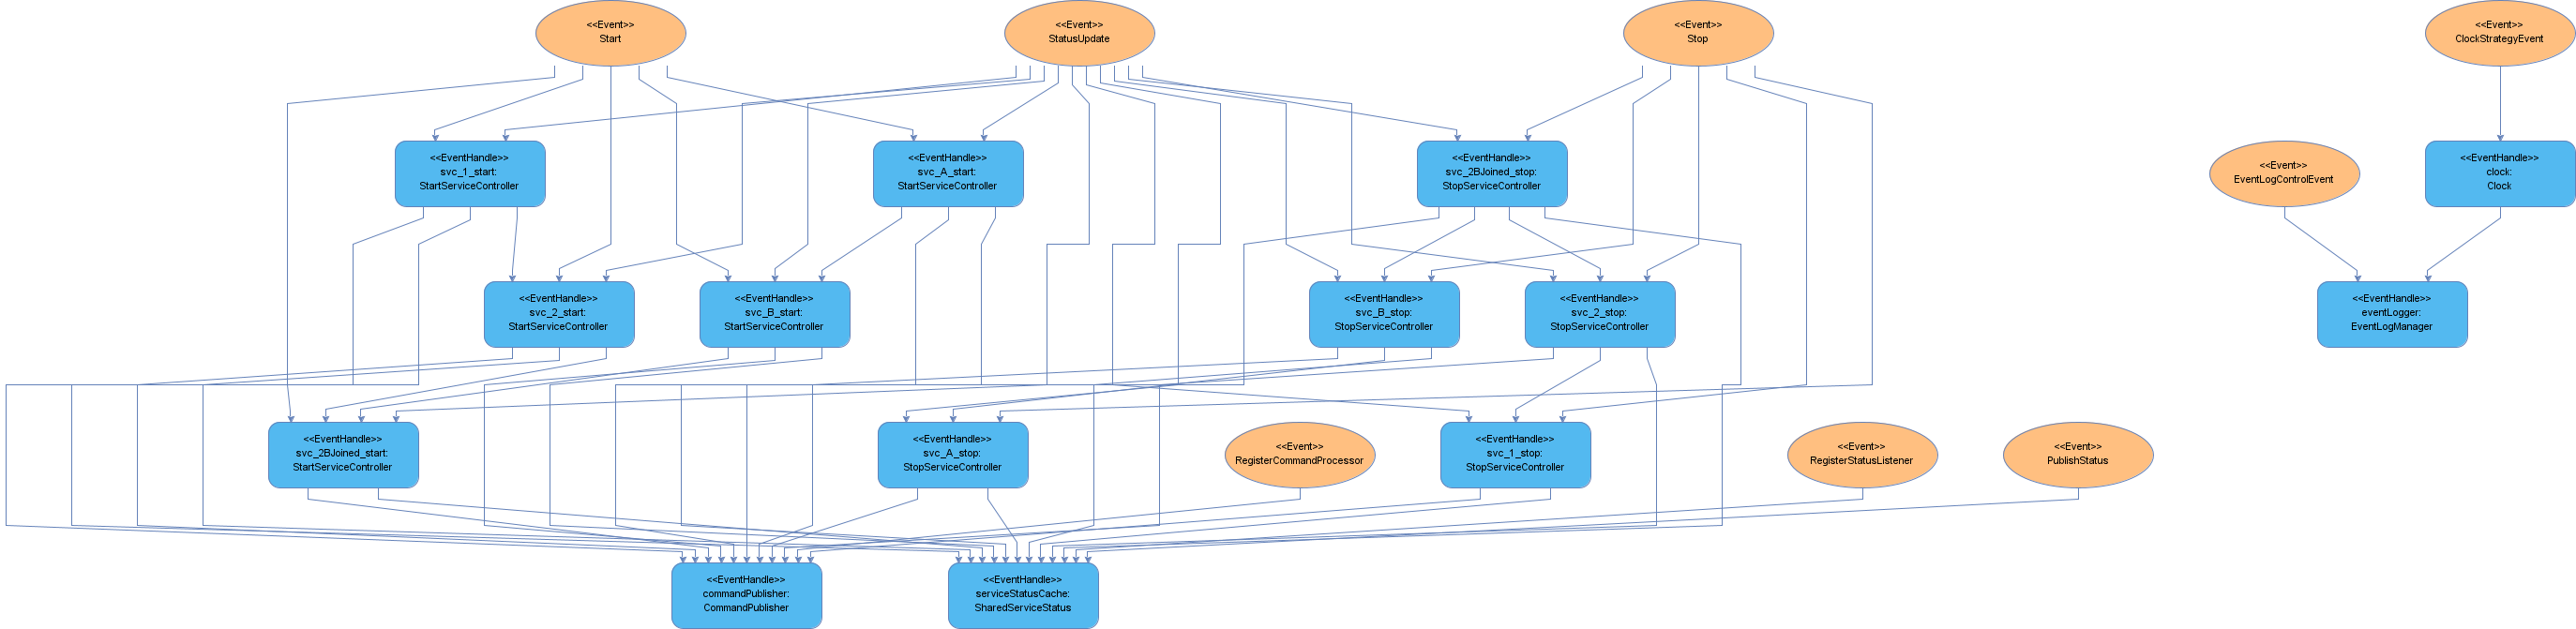 <<Event>>
Start
<<Event>>
StatusUpdate
<<Event>>
Stop
<<Event>>
ClockStrategyEvent
<<EventHandle>>
svc_1_start:
StartServiceController
<<EventHandle>>
svc_A_start:
StartServiceController
<<EventHandle>>
svc_2BJoined_stop:
StopServiceController
<<Event>>
EventLogControlEvent
<<EventHandle>>
clock:
Clock
<<EventHandle>>
svc_2_start:
StartServiceController
<<EventHandle>>
svc_B_start:
StartServiceController
<<EventHandle>>
svc_B_stop:
StopServiceController
<<EventHandle>>
svc_2_stop:
StopServiceController
<<EventHandle>>
eventLogger:
EventLogManager
<<EventHandle>>
svc_2BJoined_start:
StartServiceController
<<EventHandle>>
svc_A_stop:
StopServiceController
<<Event>>
RegisterCommandProcessor
<<EventHandle>>
svc_1_stop:
StopServiceController
<<Event>>
RegisterStatusListener
<<Event>>
PublishStatus
<<EventHandle>>
commandPublisher:
CommandPublisher
<<EventHandle>>
serviceStatusCache:
SharedServiceStatus